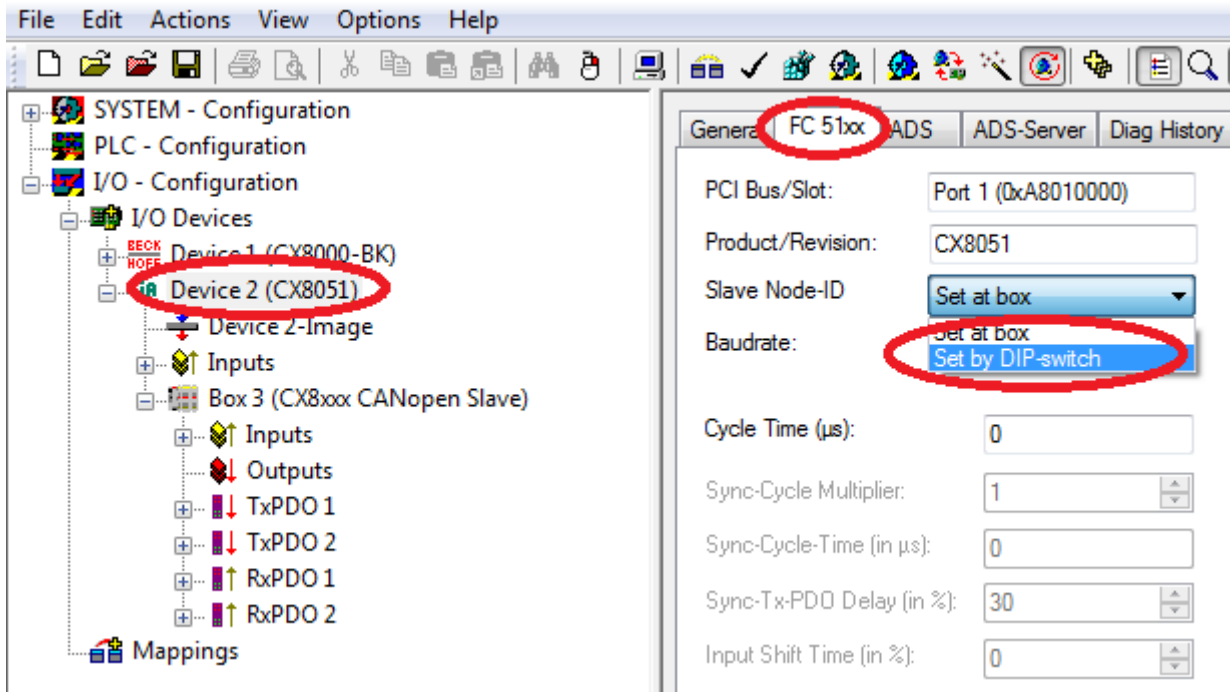 File Edit Actions View Options Help
SYSTEM - Configuration
PLC - Configuration
I/O - Configuration
I/O Devices
BECK
HOFF
Device 1 (CX8000-BK)
Device 2 (CX8051)
Device 2-Image
Inputs
Box 3 (CX8xxx CANopen Slave)
Inputs
Outputs
TxPDO 1
TxPDO 2
RxPDO 1
RxPDO 2
Mappings
General FC 51xx ADS ADS-Server Diag History
PCI Bus/Slot: Port 1 (0xA8010000)
Product/Revision: CX8051
Slave Node-ID Set at box
Set at box
Baudrate: Set by DIP-switch
Cycle Time (µs): 0
Sync-Cycle Multiplier: 1
Sync-Cycle-Time (in µs): 0
Sync-Tx-PDO Delay (in %): 30
Input Shift Time (in %): 0